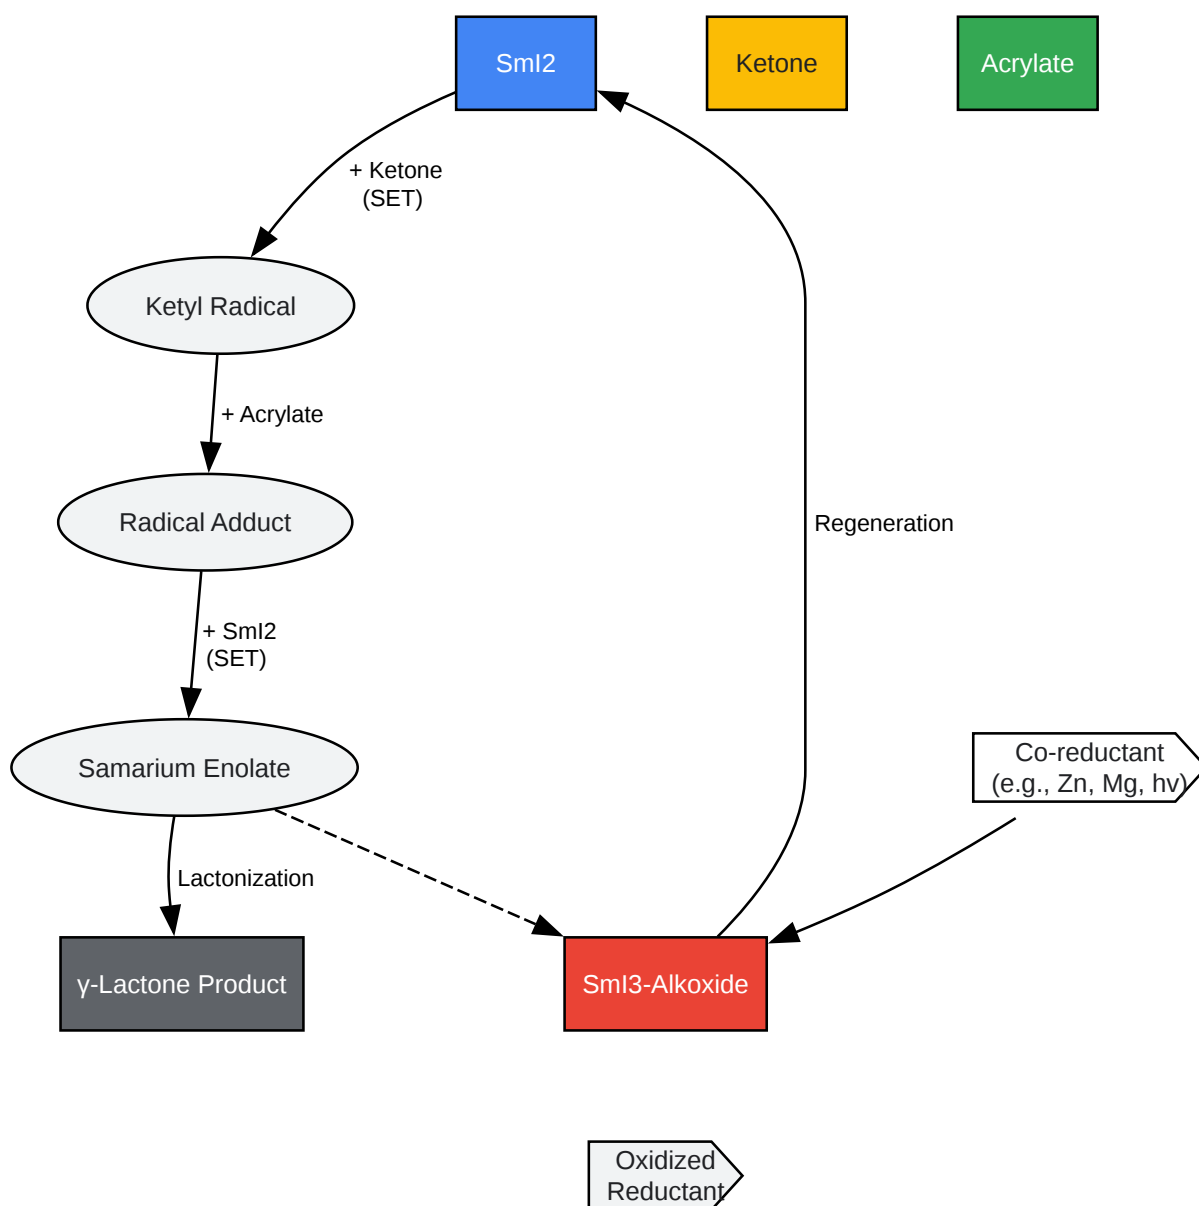 SmI2
Ketone
Acrylate
+ Ketone
(SET)
Ketyl Radical
+ Acrylate
Radical Adduct
Regeneration
+ SmI2
(SET)
Samarium Enolate
Co-reductant
(e.g., Zn, Mg, hv)
Lactonization
γ-Lactone Product
SmI3-Alkoxide
Oxidized
Reductant